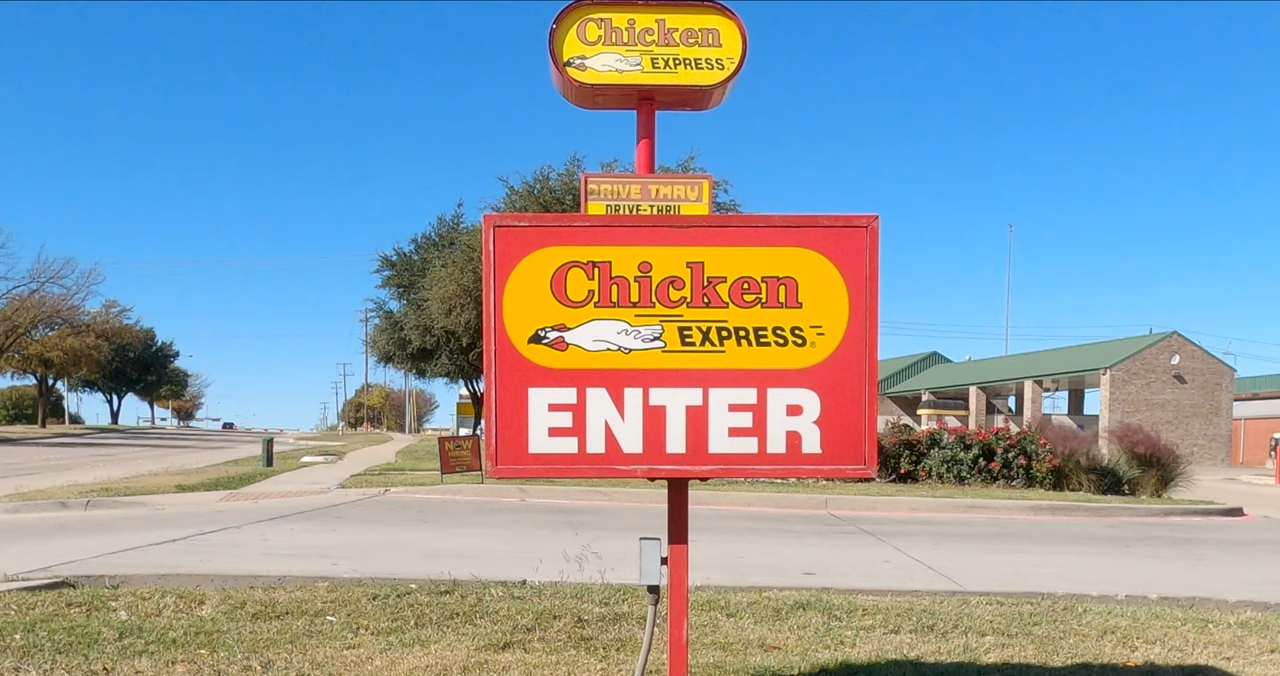 Chicken
EXPRESS
DRIVE THRU
DRIVE-THRU
Chicken
EXPRESS®
ENTER
NOW
HIRING